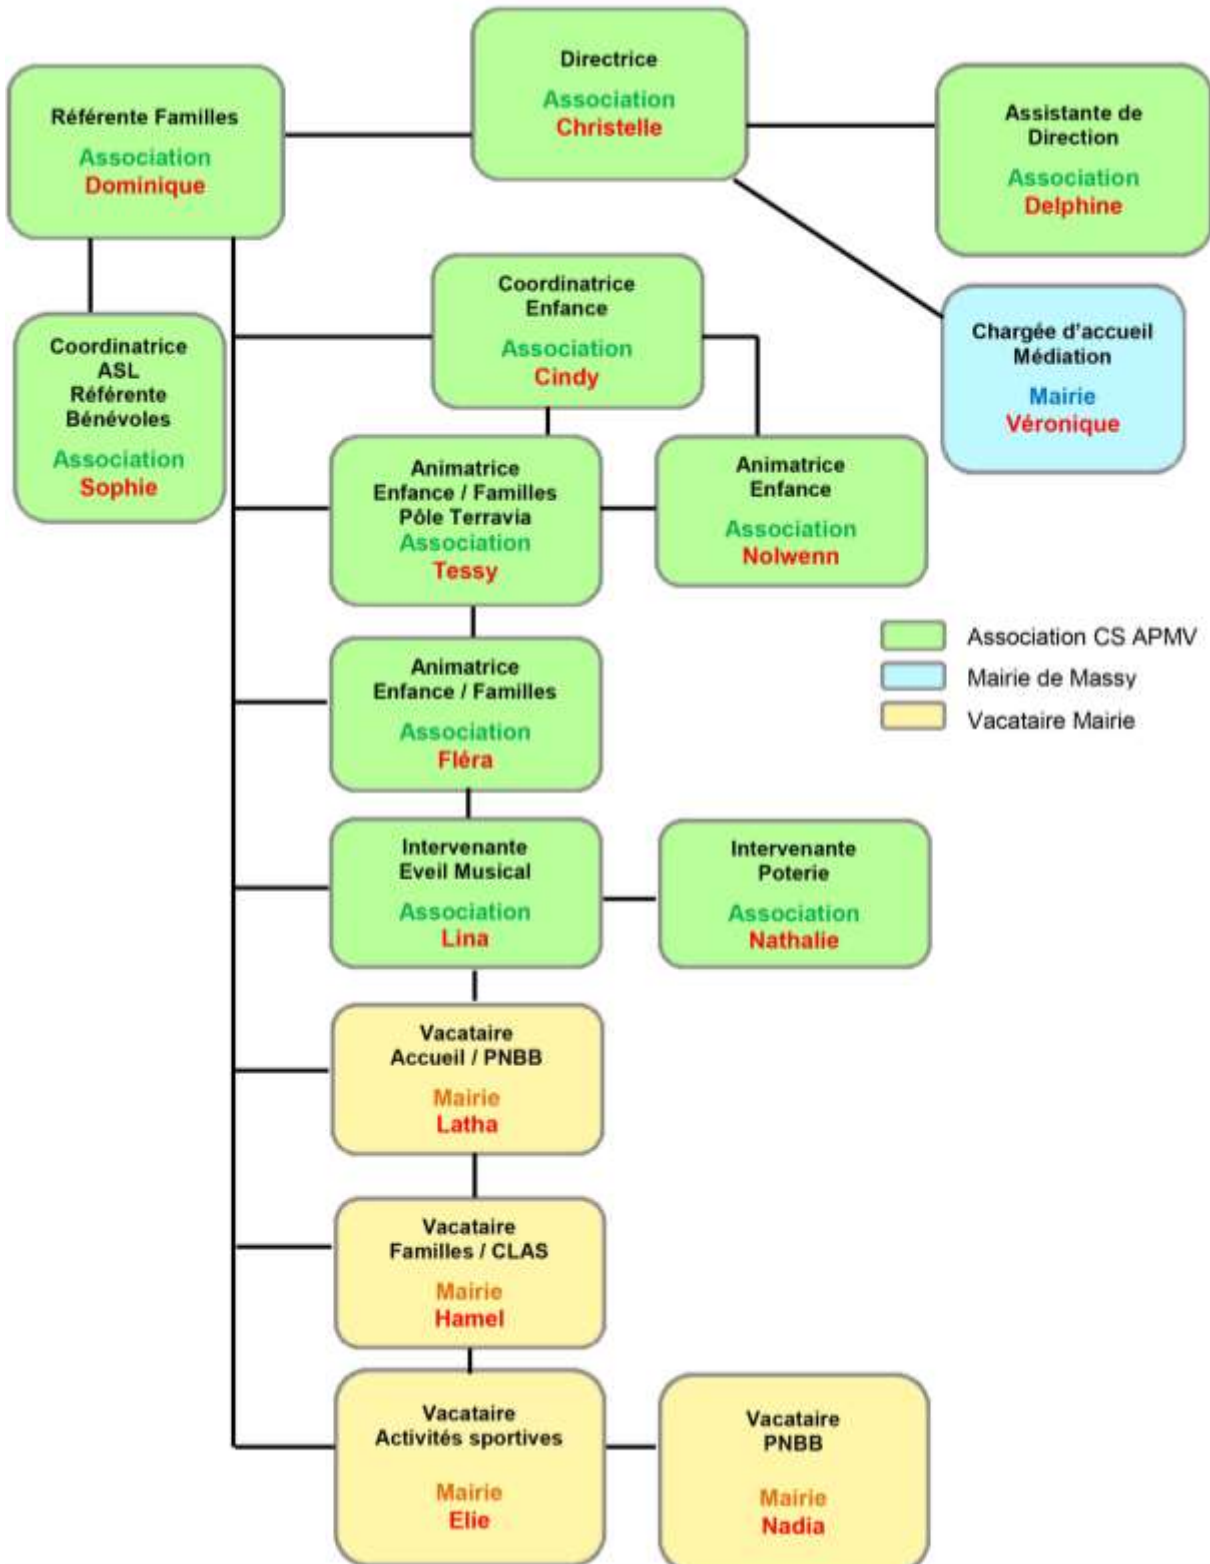 Directrice
Association
Christelle
Référente Familles
Association
Dominique
Assistante de
Direction
Association
Delphine
Coordinatrice
Enfance
Association
Cindy
Chargée d'accueil
Médiation
Mairie
Véronique
Coordinatrice
ASL
Référente
Bénévoles
Association
Sophie
Animatrice
Enfance / Familles
Pôle Terravia
Association
Tessy
Animatrice
Enfance
Association
Nolwenn
Association CS APMV
Mairie de Massy
Vacataire Mairie
Animatrice
Enfance / Familles
Association
Fléra
Intervenante
Eveil Musical
Association
Lina
Intervenante
Poterie
Association
Nathalie
Vacataire
Accueil / PNBB
Mairie
Latha
Vacataire
Familles / CLAS
Mairie
Hamel
Vacataire
Activités sportives
Mairie
Elie
Vacataire
PNBB
Mairie
Nadia